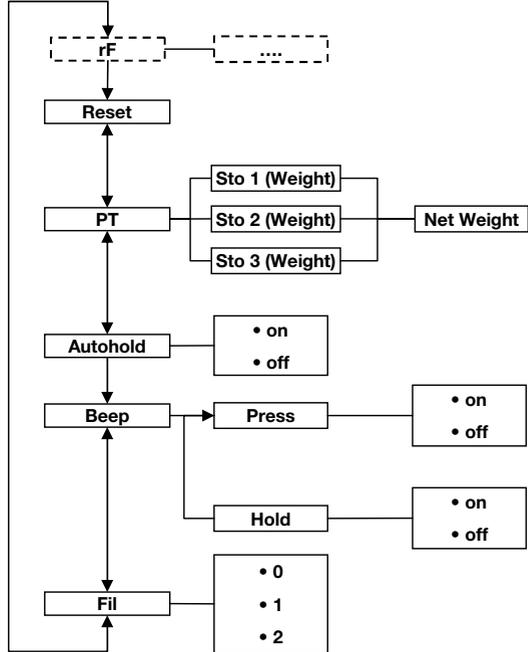 rF
....
Reset
PT
Sto 1 (Weight)
Sto 2 (Weight)
Sto 3 (Weight)
Net Weight
Autohold
• on
• off
Beep
Press
• on
• off
Hold
• on
• off
Fil
• 0
• 1
• 2